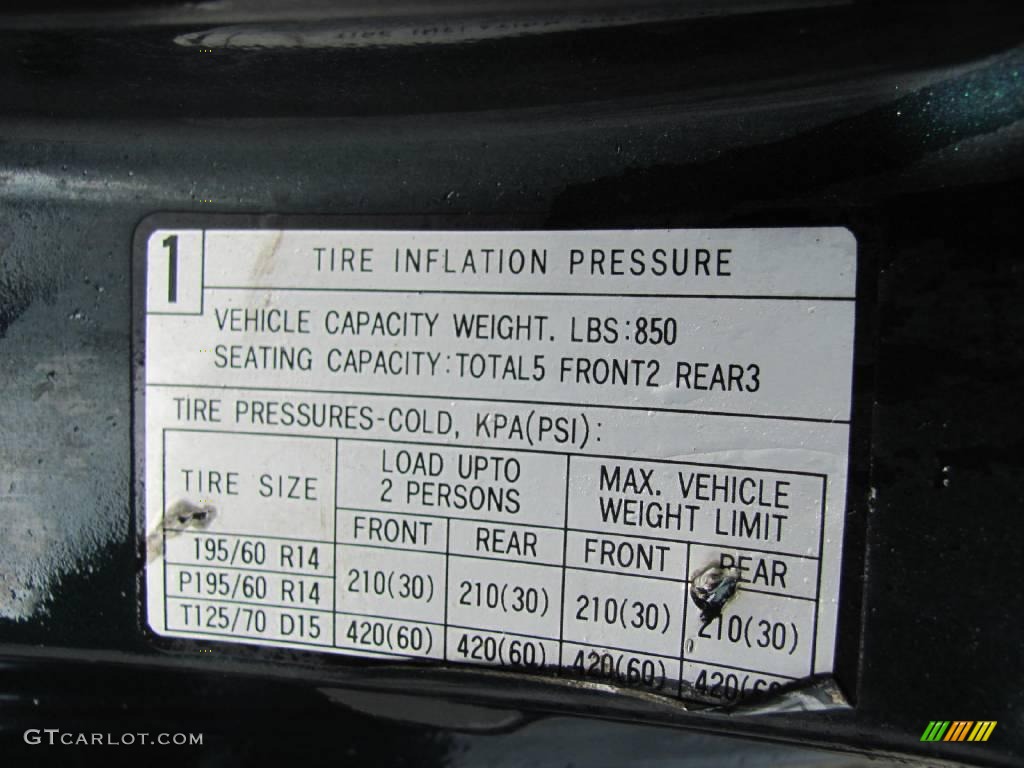 1
TIRE INFLATION PRESSURE
VEHICLE CAPACITY WEIGHT. LBS:850
SEATING CAPACITY:TOTAL5 FRONT2 REAR3
TIRE PRESSURES-COLD, KPA(PSI):
TIRE SIZE
LOAD UPTO
2 PERSONS
MAX. VEHICLE
WEIGHT LIMIT
FRONT REAR FRONT REAR
195/60 R14
P195/60 R14
210(30) 210(30) 210(30) 210(30)
T125/70 D15 420(60) 420(60) 420(60)
GTCARLOT.COM